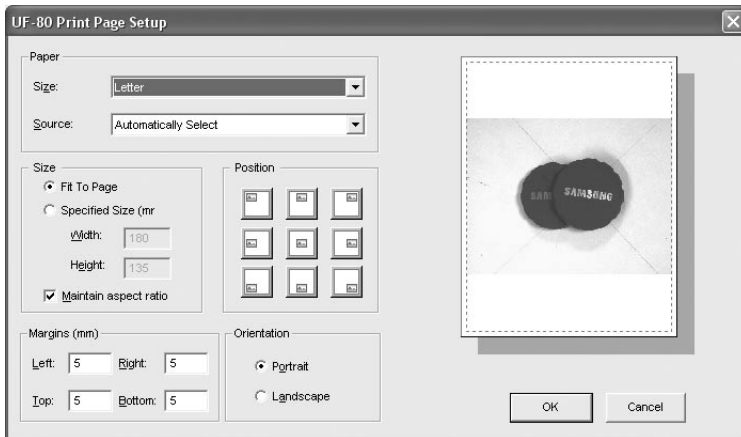 UF-80 Print Page Setup
Paper
Size:
Letter
Source:
Automatically Select
Size
Fit To Page
Specified Size (mr
Width:
180
Height:
135
Maintain aspect ratio
Position
Margins (mm)
Left: 5 Right: 5
Top: 5 Bottom: 5
Orientation
Portrait
Landscape
SAM
SAMSUNG
OK
Cancel